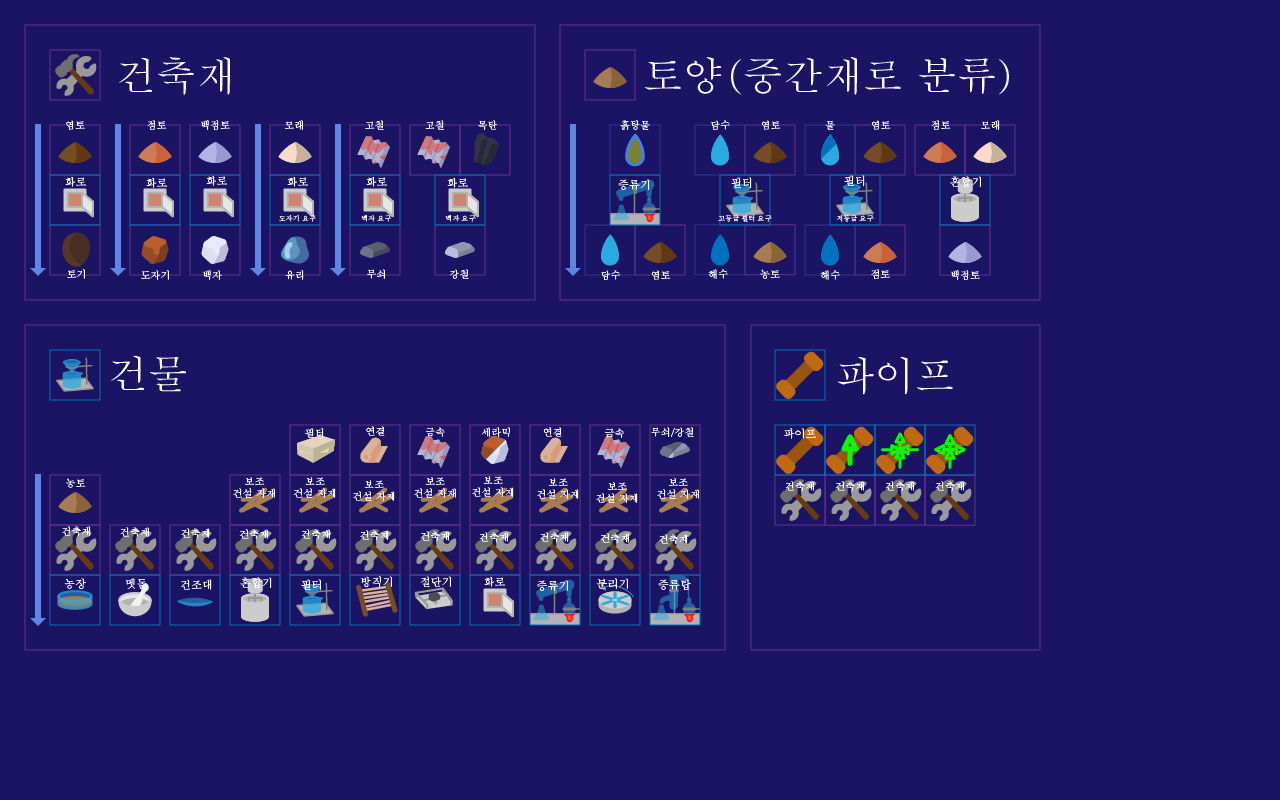 건축재
염토 점토 백점토 모래 고철 고철 목탄
화로 화로 화로 화로 화로 화로
도자기 요구 백자 요구 백자 요구
토기 도자기 백자 유리 무쇠 강철
토양(중간재로 분류)
흙탕물 담수 염토 물 염토 점토 모래
증류기 필터 필터 혼합기
고등급 필터 요구 저등급 요구
담수 염토 해수 농토 해수 점토 백점토
건물
필터 연결 금속 세라믹 연결 금속 무쇠/강철
농토 보조 보조 보조 보조 보조 보조 보조 보조
건설 자재 건설 자재 건설 자재 건설 자재 건설 자재 건설 자재 건설 자재 건설 자재
건축재 건축재 건축재 건축재 건축재 건축재 건축재 건축재 건축재 건축재 건축재
농장 맷돌 건조대 혼합기 필터 방직기 절단기 화로 증류기 분리기 증류탑
파이프
파이프
건축재 건축재 건축재 건축재